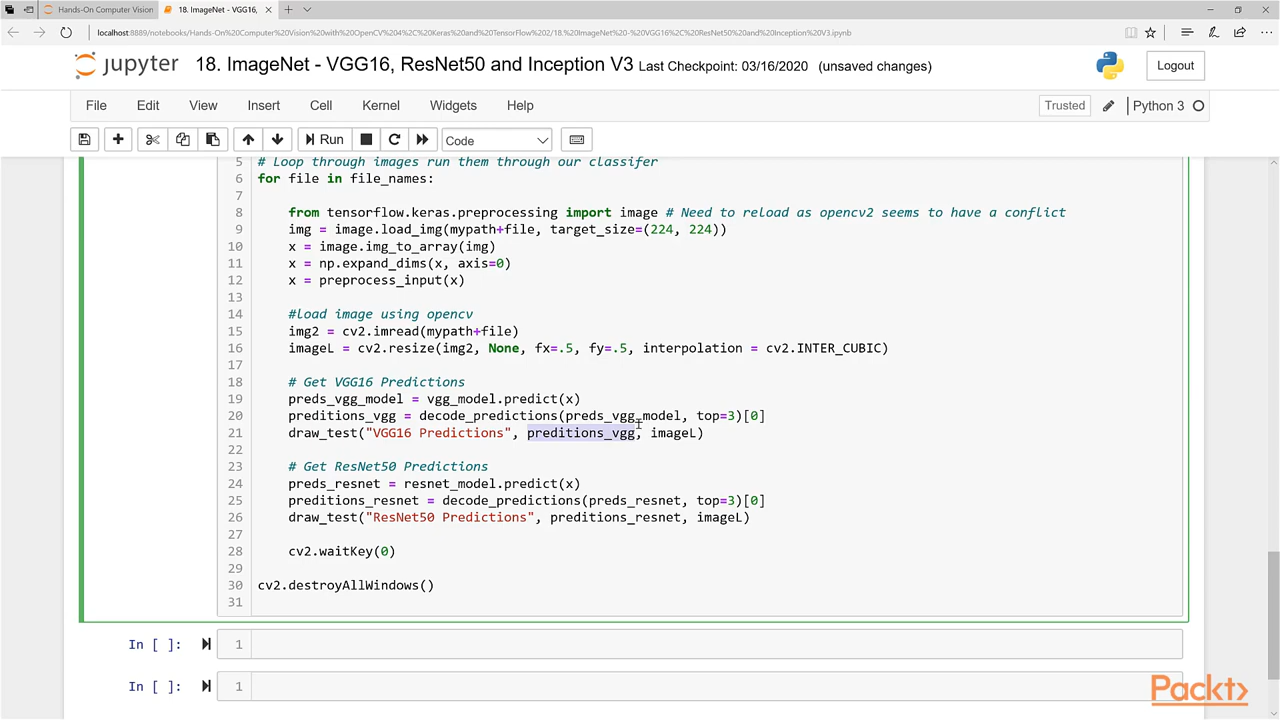 Hands-On Computer Vision
18. ImageNet - VGG16,
localhost:8889/notebooks/Hands-On%20Computer%20Vision%20with%20OpenCV%204%2C%20Keras%20and%20TensorFlow%202/18.%20ImageNet%20-%20VGG16%2C%20ResNet50%20and%20Inception%20V3.ipynb
jupyter 18. ImageNet - VGG16, ResNet50 and Inception V3 Last Checkpoint: 03/16/2020 (unsaved changes) Logout
File Edit View Insert Cell Kernel Widgets Help Trusted Python 3
Run Code
5 # Loop through images run them through our classifer
6 for file in file_names:
7
8 from tensorflow.keras.preprocessing import image # Need to reload as opencv2 seems to have a conflict
9 img = image.load_img(mypath+file, target_size=(224, 224))
10 x = image.img_to_array(img)
11 x = np.expand_dims(x, axis=0)
12 x = preprocess_input(x)
13
14 #load image using opencv
15 img2 = cv2.imread(mypath+file)
16 imageL = cv2.resize(img2, None, fx=.5, fy=.5, interpolation = cv2.INTER_CUBIC)
17
18 # Get VGG16 Predictions
19 preds_vgg_model = vgg_model.predict(x)
20 preditions_vgg = decode_predictions(preds_vgg_model, top=3)[0]
21 draw_test("VGG16 Predictions", preditions_vgg, imageL)
22
23 # Get ResNet50 Predictions
24 preds_resnet = resnet_model.predict(x)
25 preditions_resnet = decode_predictions(preds_resnet, top=3)[0]
26 draw_test("ResNet50 Predictions", preditions_resnet, imageL)
27
28 cv2.waitKey(0)
29
30 cv2.destroyAllWindows()
31
In [ ]: 1
In [ ]: 1
Packt>